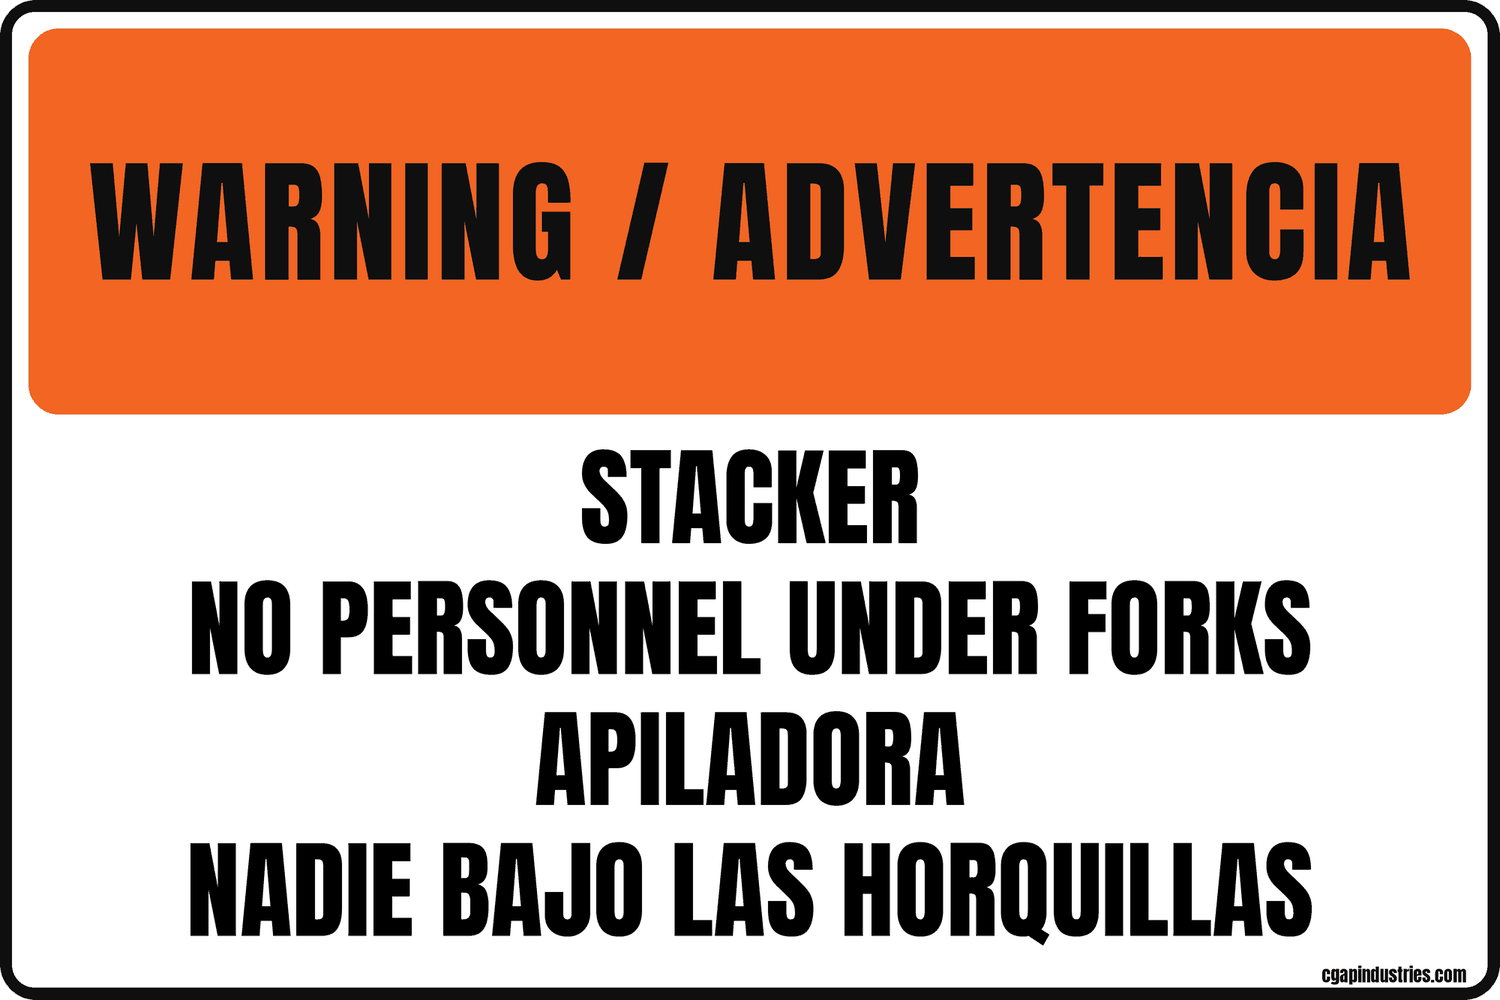 WARNING / ADVERTENCIA
STACKER
NO PERSONNEL UNDER FORKS
APILADORA
NADIE BAJO LAS HORQUILLAS
cgapindustries.com